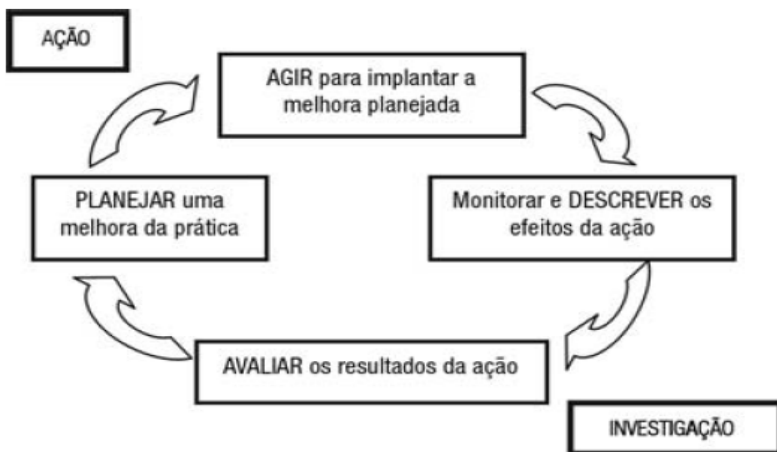 AÇÃO
AGIR para implantar a
melhora planejada
PLANEJAR uma
melhora da prática
Monitorar e DESCREVER os
efeitos da ação
AVALIAR os resultados da ação
INVESTIGAÇÃO